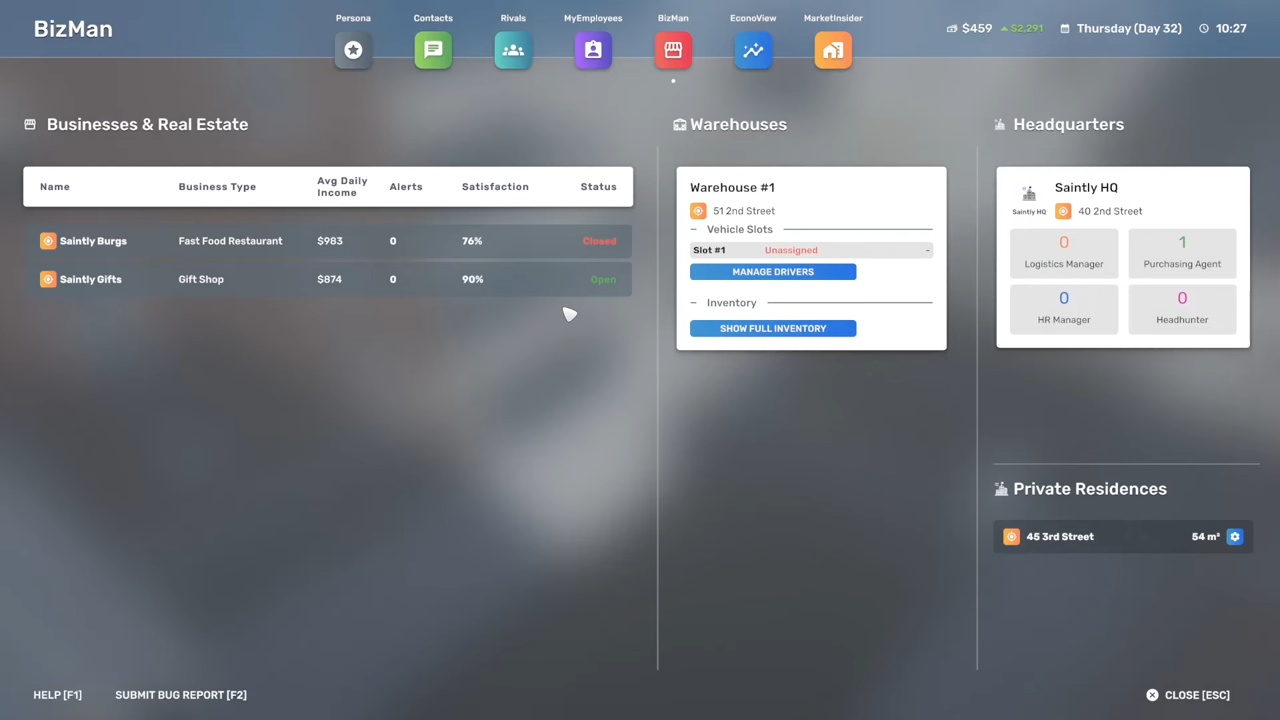 BizMan
Persona
Contacts
Rivals
MyEmployees
BizMan
EconoView
MarketInsider
$459
$2,291
Thursday (Day 32)
10:27
Businesses & Real Estate
Name
Business Type
Avg Daily
Income
Alerts
Satisfaction
Status
Saintly Burgs
Fast Food Restaurant
$983
0
76%
Closed
Saintly Gifts
Gift Shop
$874
0
90%
Open
Warehouses
Warehouse #1
51 2nd Street
– Vehicle Slots
Slot #1
Unassigned
-
MANAGE DRIVERS
– Inventory
SHOW FULL INVENTORY
Headquarters
Saintly HQ
Saintly HQ
40 2nd Street
0
Logistics Manager
1
Purchasing Agent
0
HR Manager
0
Headhunter
Private Residences
45 3rd Street
54 m²
HELP [F1]
SUBMIT BUG REPORT [F2]
CLOSE [ESC]